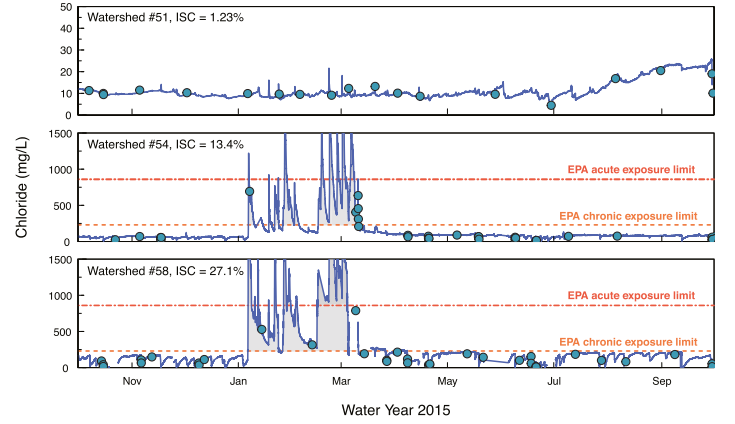 Watershed #51, ISC = 1.23%
50
40
30
20
10
0
Watershed #54, ISC = 13.4%
1500
1000
500
0
EPA acute exposure limit
EPA chronic exposure limit
Watershed #58, ISC = 27.1%
1500
1000
500
0
EPA acute exposure limit
EPA chronic exposure limit
Chloride (mg/L)
Nov Jan Mar May Jul Sep
Water Year 2015